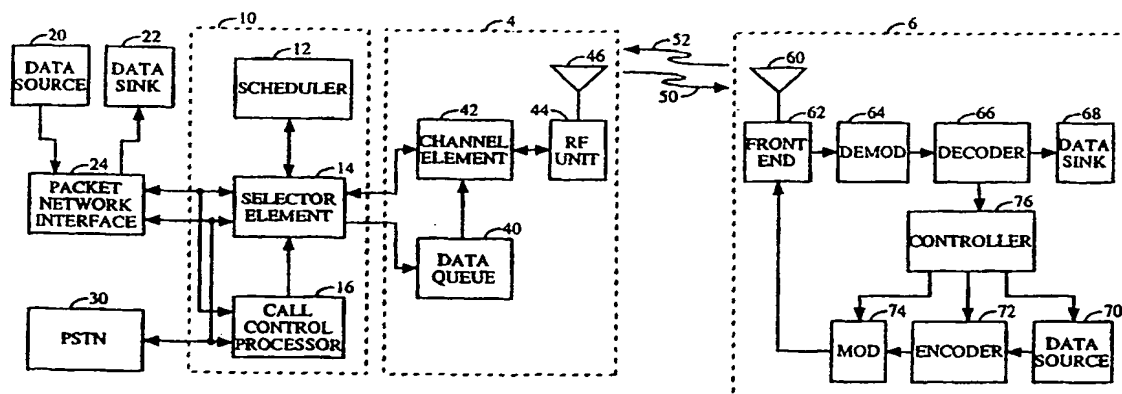 10
4
6
20
22
12
52
46
60
DATA
SOURCE
DATA
SINK
SCHEDULER
50
42
44
62
64
66
68
CHANNEL
ELEMENT
RF
UNIT
FRONT
END
DEMOD
DECODER
DATA
SINK
24
14
PACKET
NETWORK
INTERFACE
SELECTOR
ELEMENT
76
CONTROLLER
40
DATA
QUEUE
30
16
PSTN
CALL
CONTROL
PROCESSOR
74
72
70
MOD
ENCODER
DATA
SOURCE